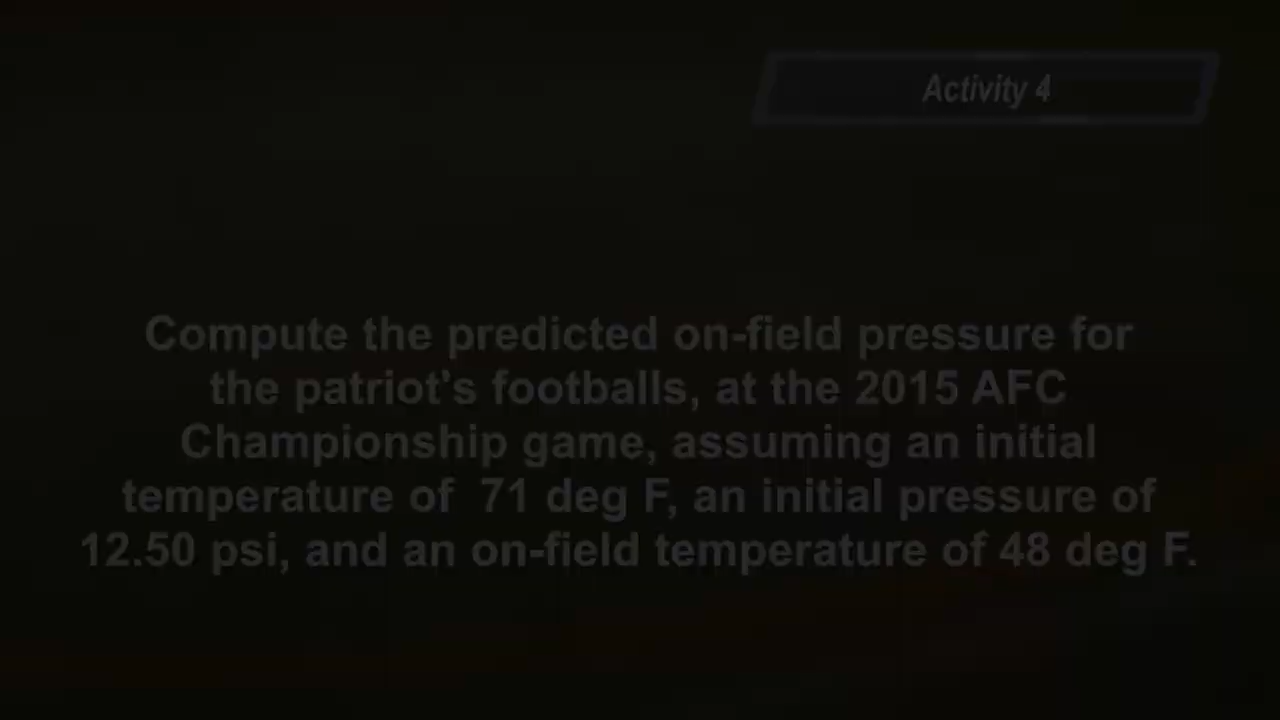 Activity 4
Compute the predicted on-field pressure for
the patriot's footballs, at the 2015 AFC
Championship game, assuming an initial
temperature of  71 deg F, an initial pressure of
12.50 psi, and an on-field temperature of 48 deg F.